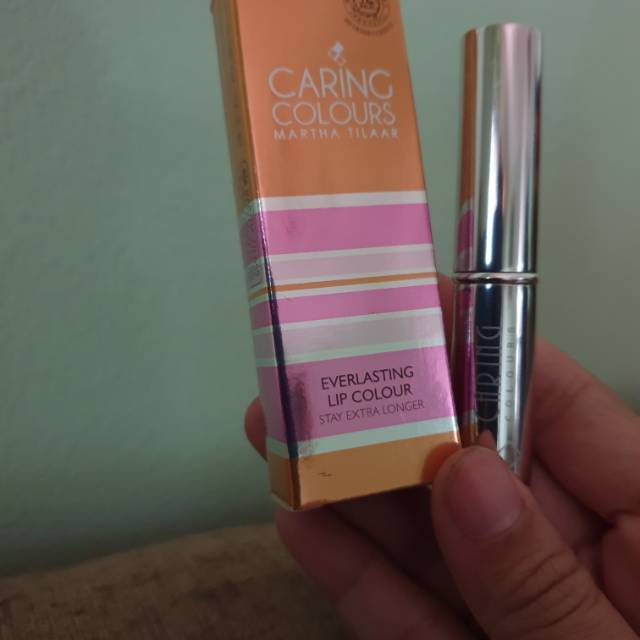 CARING
COLOURS
MARTHA TILAAR
EVERLASTING
LIP COLOUR
STAY EXTRA LONGER
CARING
colours